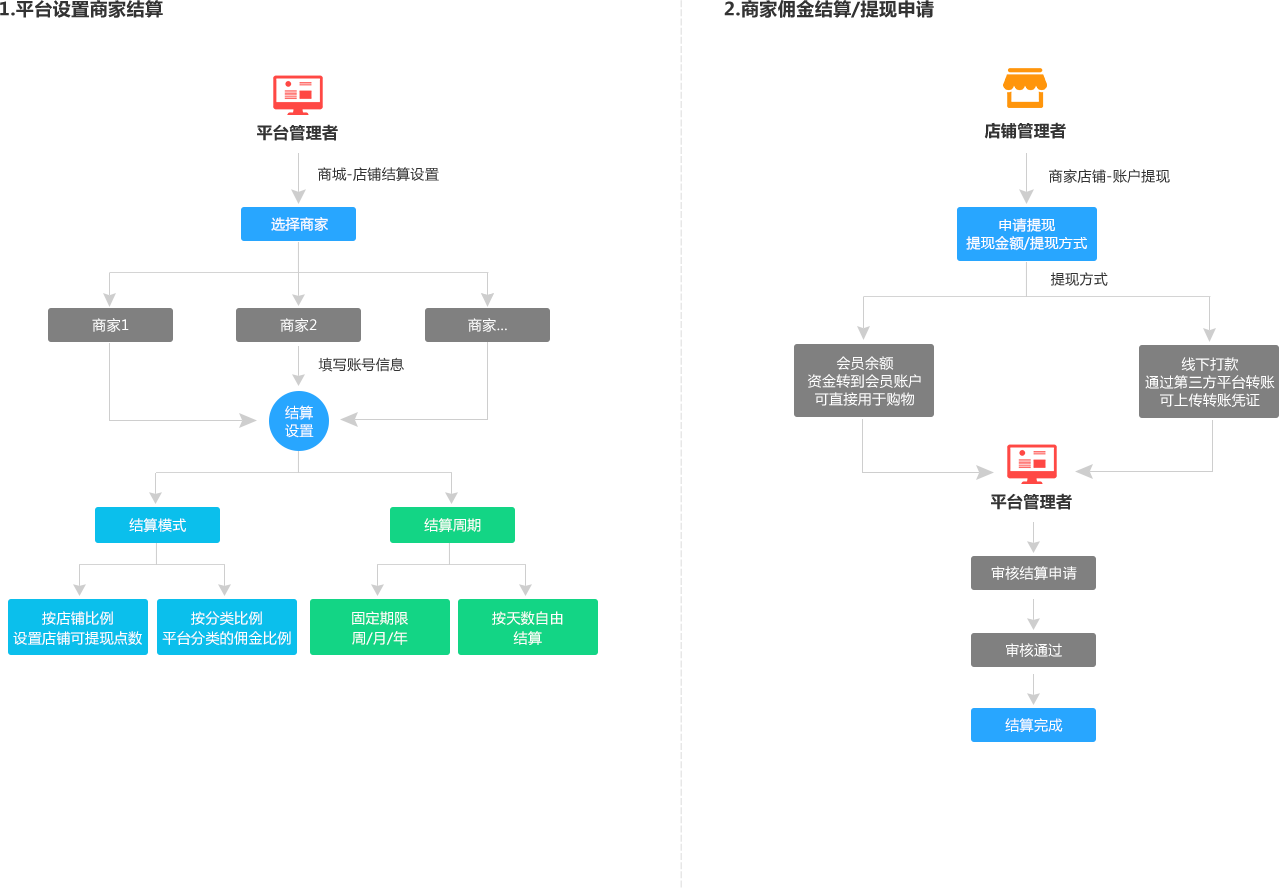 1.平台设置商家结算
平台管理者
商城-店铺结算设置
选择商家
商家1
商家2
商家...
填写账号信息
结算
设置
结算模式
结算周期
按店铺比例
设置店铺可提现点数
按分类比例
平台分类的佣金比例
固定期限
周/月/年
按天数自由
结算
2.商家佣金结算/提现申请
店铺管理者
商家店铺-账户提现
申请提现
提现金额/提现方式
提现方式
会员余额
资金转到会员账户
可直接用于购物
线下打款
通过第三方平台转账
可上传转账凭证
平台管理者
审核结算申请
审核通过
结算完成